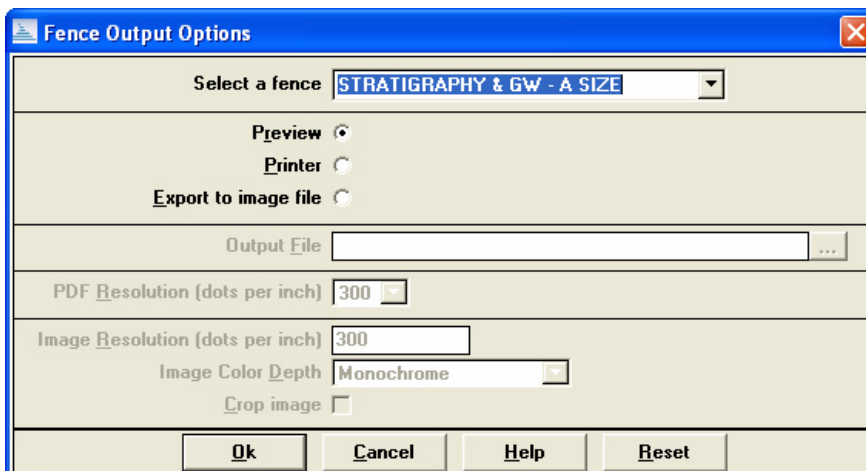 Fence Output Options
Select a fence STRATIGRAPHY & GW - A SIZE
Preview
Printer
Export to image file
Output File ...
PDF Resolution (dots per inch) 300
Image Resolution (dots per inch) 300
Image Color Depth Monochrome
Crop image
Ok Cancel Help Reset